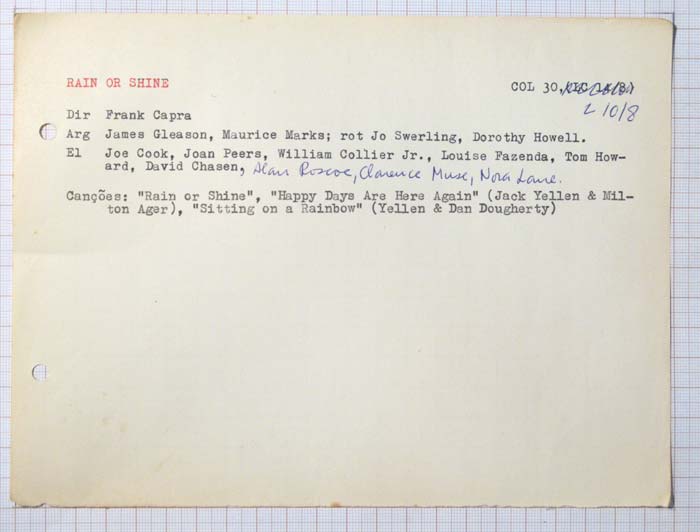 RAIN OR SHINE COL 30,
2/0/8
Dir Frank Capra
Arg James Gleason, Maurice Marks; rot Jo Swerling, Dorothy Howell.
El Joe Cook, Joan Peers, William Collier Jr., Louise Fazenda, Tom How-
ard, David Chasen, Alan Roscoe, Clarence Muse, Nora Lane.
Canções: "Rain or Shine", "Happy Days Are Here Again" (Jack Yellen & Mil-
ton Ager), "Sitting on a Rainbow" (Yellen & Dan Dougherty)